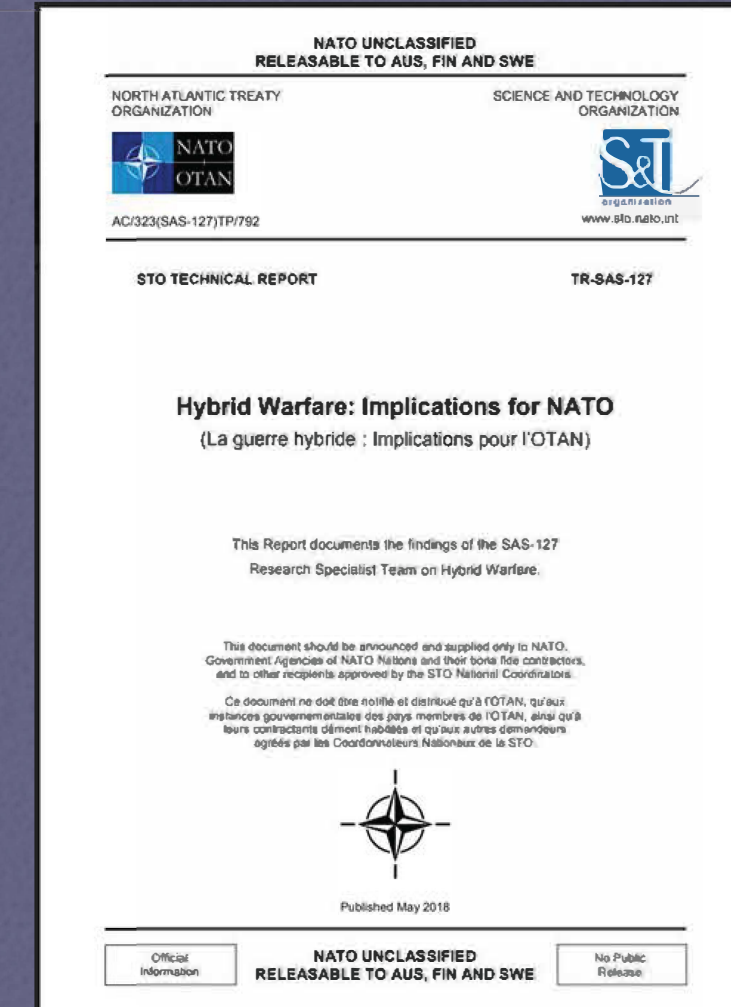 NATO UNCLASSIFIED
RELEASABLE TO AUS, FIN AND SWE
NORTH ATLANTIC TREATY
ORGANIZATION
SCIENCE AND TECHNOLOGY
ORGANIZATION
NATO
OTAN
S&T
organization
AC/323(SAS-127)TP/792
www.sto.nato.int
STO TECHNICAL REPORT
TR-SAS-127
Hybrid Warfare: Implications for NATO
(La guerre hybride : Implications pour l'OTAN)
This Report documents the findings of the SAS-127
Research Specialist Team on Hybrid Warfare.
This document should be announced and supplied only to NATO,
Government Agencies of NATO Nations and their bona fide contractors,
and to other recipients approved by the STO National Coordinators.
Ce document ne doit être notifié et distribué qu'à l'OTAN, qu'aux
instances gouvernementales des pays membres de l'OTAN, ainsi qu'à
leurs contractants dûment habilités et qu'aux autres demandeurs
agréés par les Coordonnateurs Nationaux de la STO
Published May 2018
Official
Information
NATO UNCLASSIFIED
RELEASABLE TO AUS, FIN AND SWE
No Public
Release